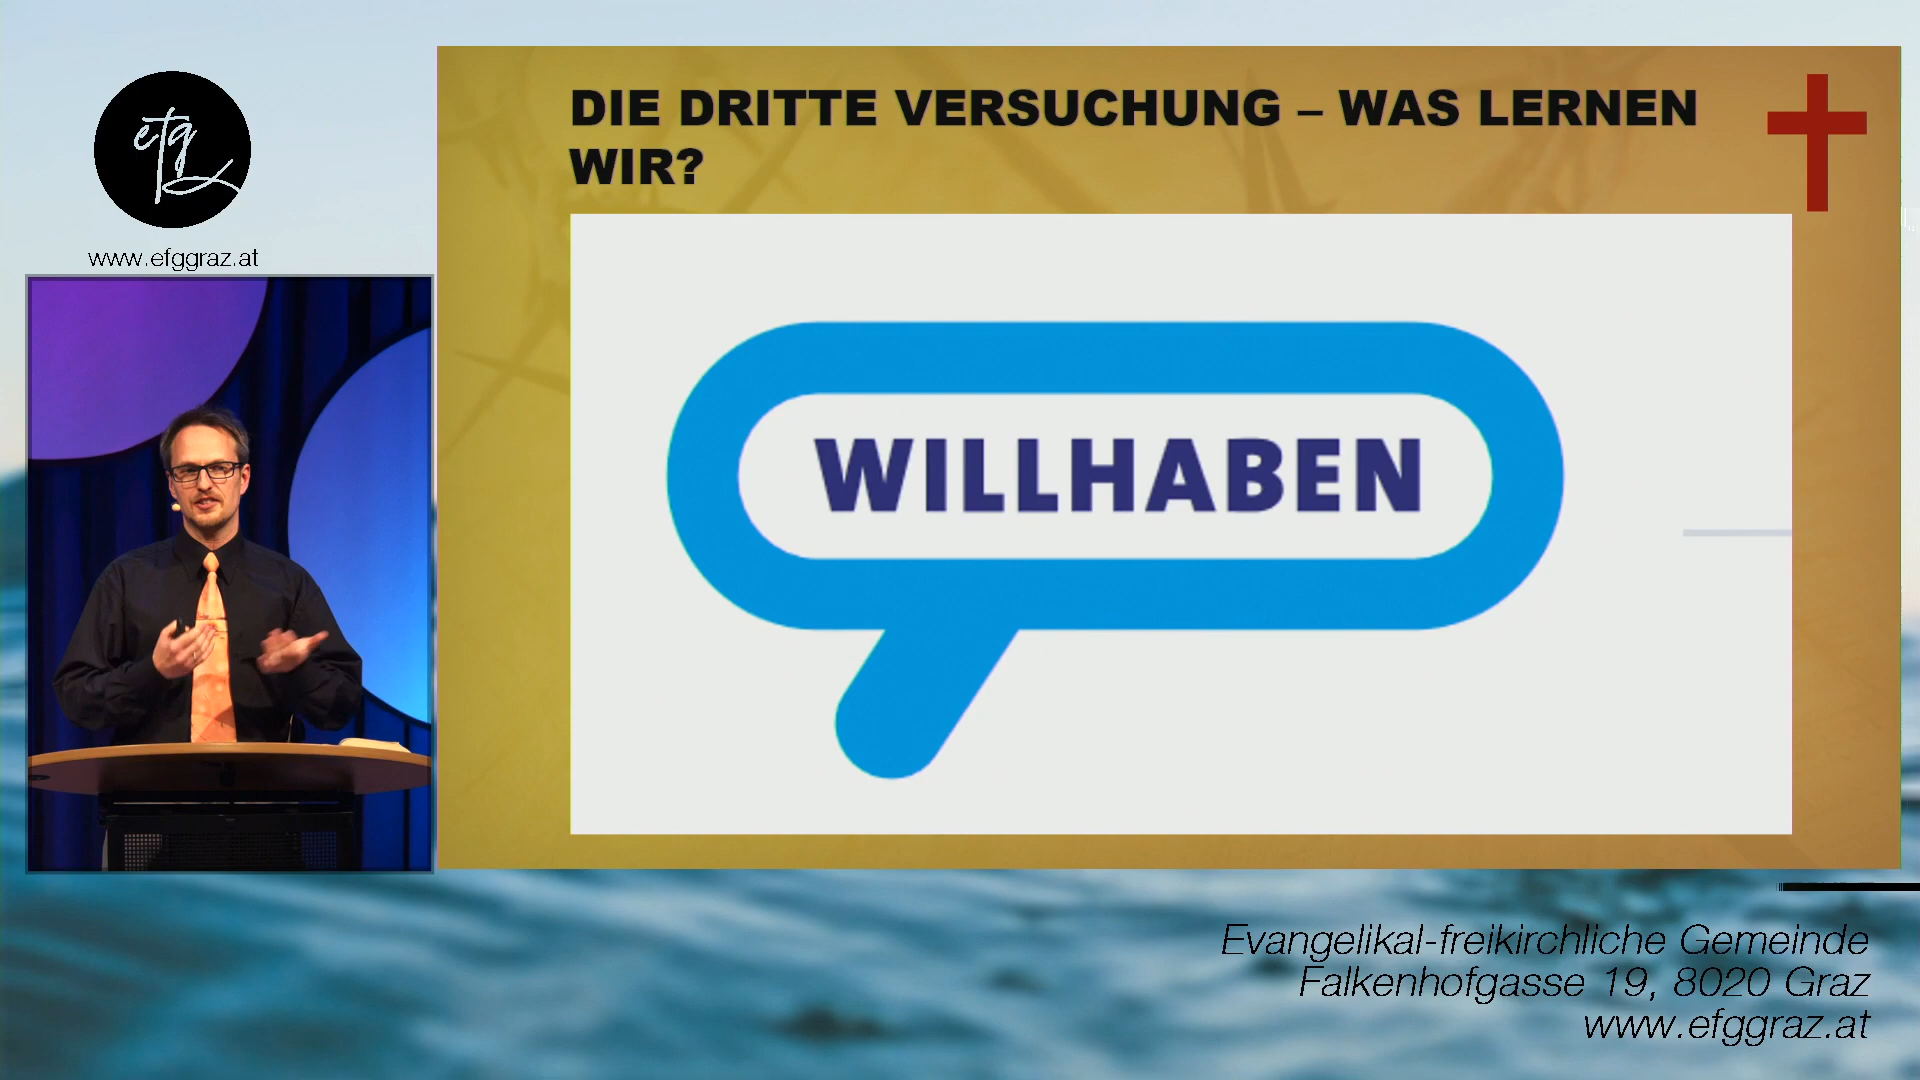 efg
www.efggraz.at
DIE DRITTE VERSUCHUNG – WAS LERNEN
WIR?
WILLHABEN
Evangelikal-freikirchliche Gemeinde
Falkenhofgasse 19, 8020 Graz
www.efggraz.at